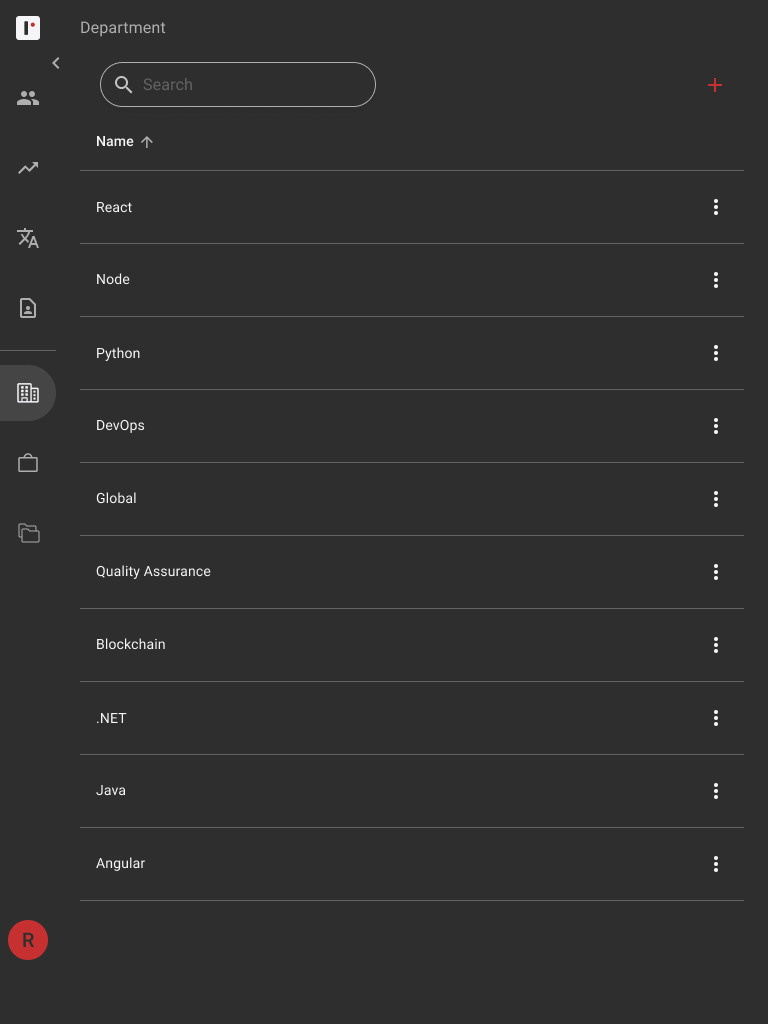 Department
Search
Name
React
Node
Python
DevOps
Global
Quality Assurance
Blockchain
.NET
Java
Angular
R